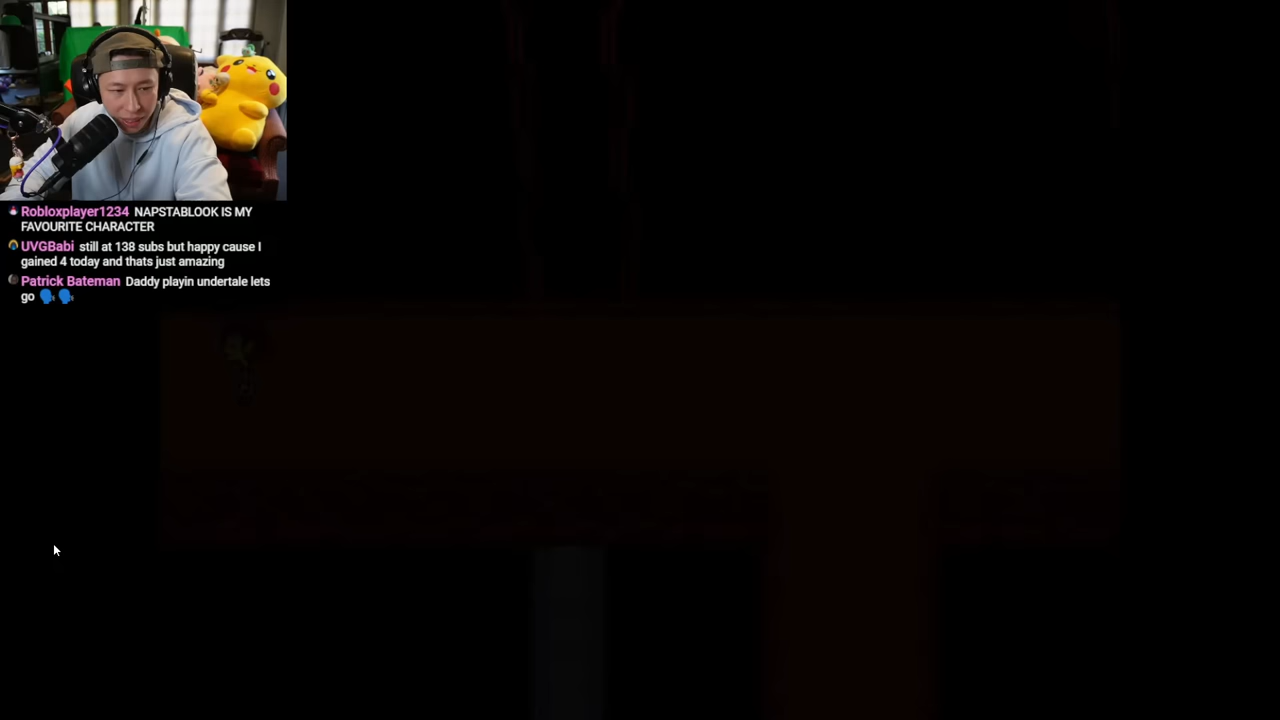 Robloxplayer1234 NAPSTABLOOK IS MY
FAVOURITE CHARACTER
UVGBabi still at 138 subs but happy cause I
gained 4 today and thats just amazing
Patrick Bateman Daddy playin undertale lets
go 🗣️ 🗣️